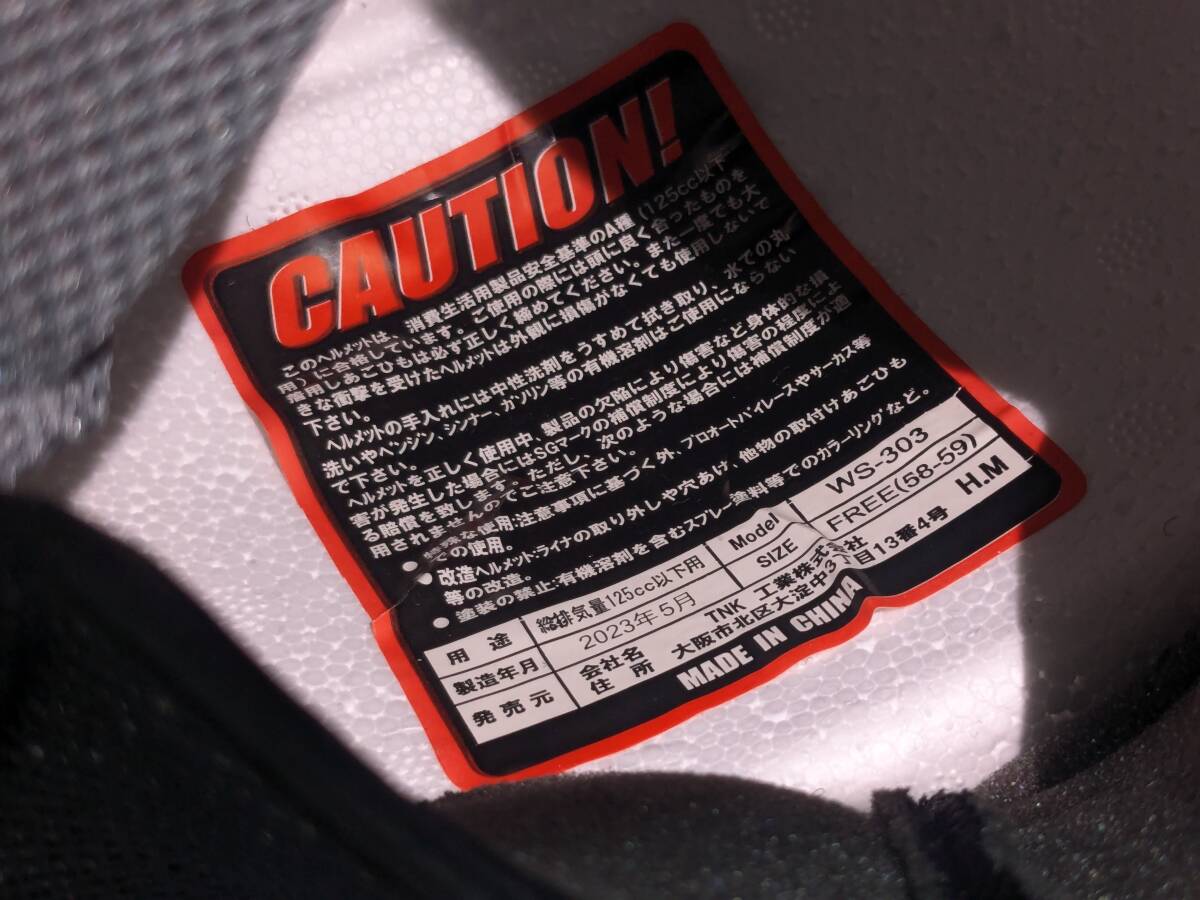 CAUTION!
このヘルメットは、消費生活用製品安全基準のA種(125cc以下
用)に合格しています。ご使用の際には頭に良く合ったものを
着用しあごひもは必ず正しく締めてください。また一度でも大
きな衝撃を受けたヘルメットは外観に損傷がなくても使用しないで
下さい。
ヘルメットの手入れには中性洗剤をうすめて拭き取り、水での丸
洗いやベンジン、シンナー、ガソリン等の有機溶剤はご使用にならない
で下さい。
ヘルメットを正しく使用中、製品の欠陥により傷害など身体的な損
害が発生した場合にはSGマークの補償制度により傷害の程度によ
る賠償を致します。ただし、次のような場合には補償制度が適
用されませんのでご注意下さい。
● 特殊な使用:注意事項に基づく外、プロオートバイレースやサーカス等
での使用。
● 改造ヘルメット・ライナの取り外しや穴あけ、他物の取付けあごひも
等の改造。
● 塗装の禁止:有機溶剤を含むスプレー塗料等でのカラーリングなど。
用 途 総排気量125cc以下用 Model WS-303
製造年月 2023年5月 SIZE FREE(58-59)
発売元 会社名 TNK 工業株式会社 H.M
住 所 大阪市北区大淀中3丁目13番4号
MADE IN CHINA